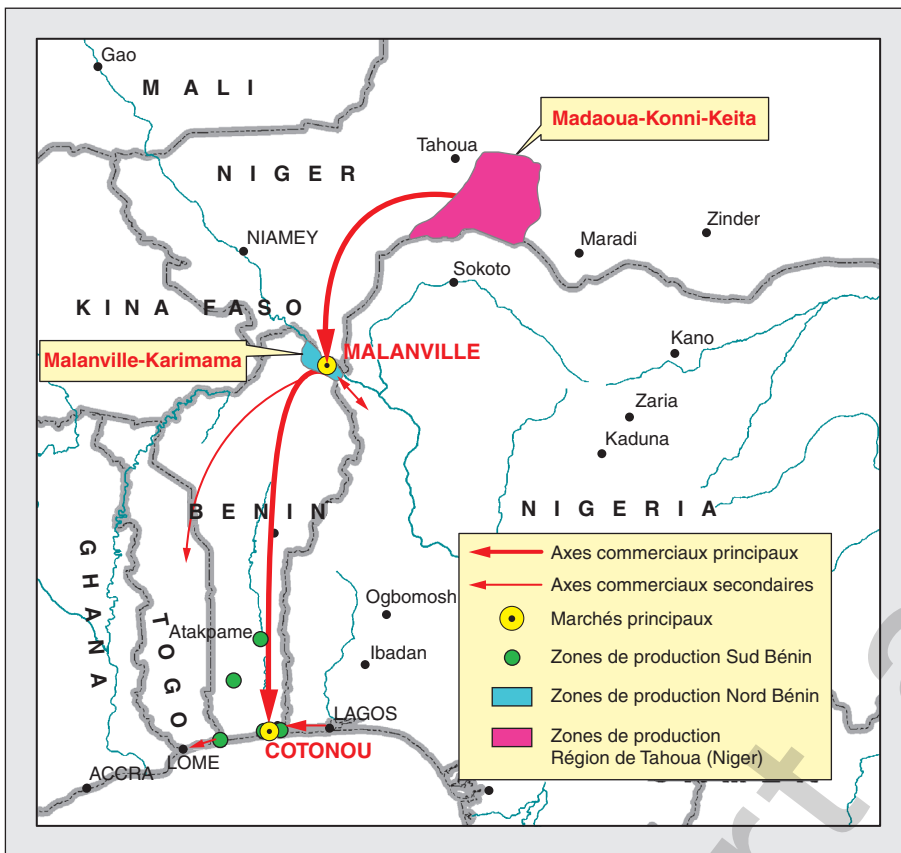 Gao
MALI
Madaoua-Konni-Keita
Tahoua
NIGER
Zinder
NIAMEY
Maradi
Sokoto
KINA FASO
Kano
Malanville-Karimama
MALANVILLE
Zaria
Kaduna
BENIN
NIGERIA
GHANA
TOGO
Axes commerciaux principaux
Axes commerciaux secondaires
Ogbomosh
Marchés principaux
Atakpame
Ibadan
Zones de production Sud Bénin
Zones de production Nord Bénin
LAGOS
COTONOU
LOME
ACCRA
Zones de production
Région de Tahoua (Niger)